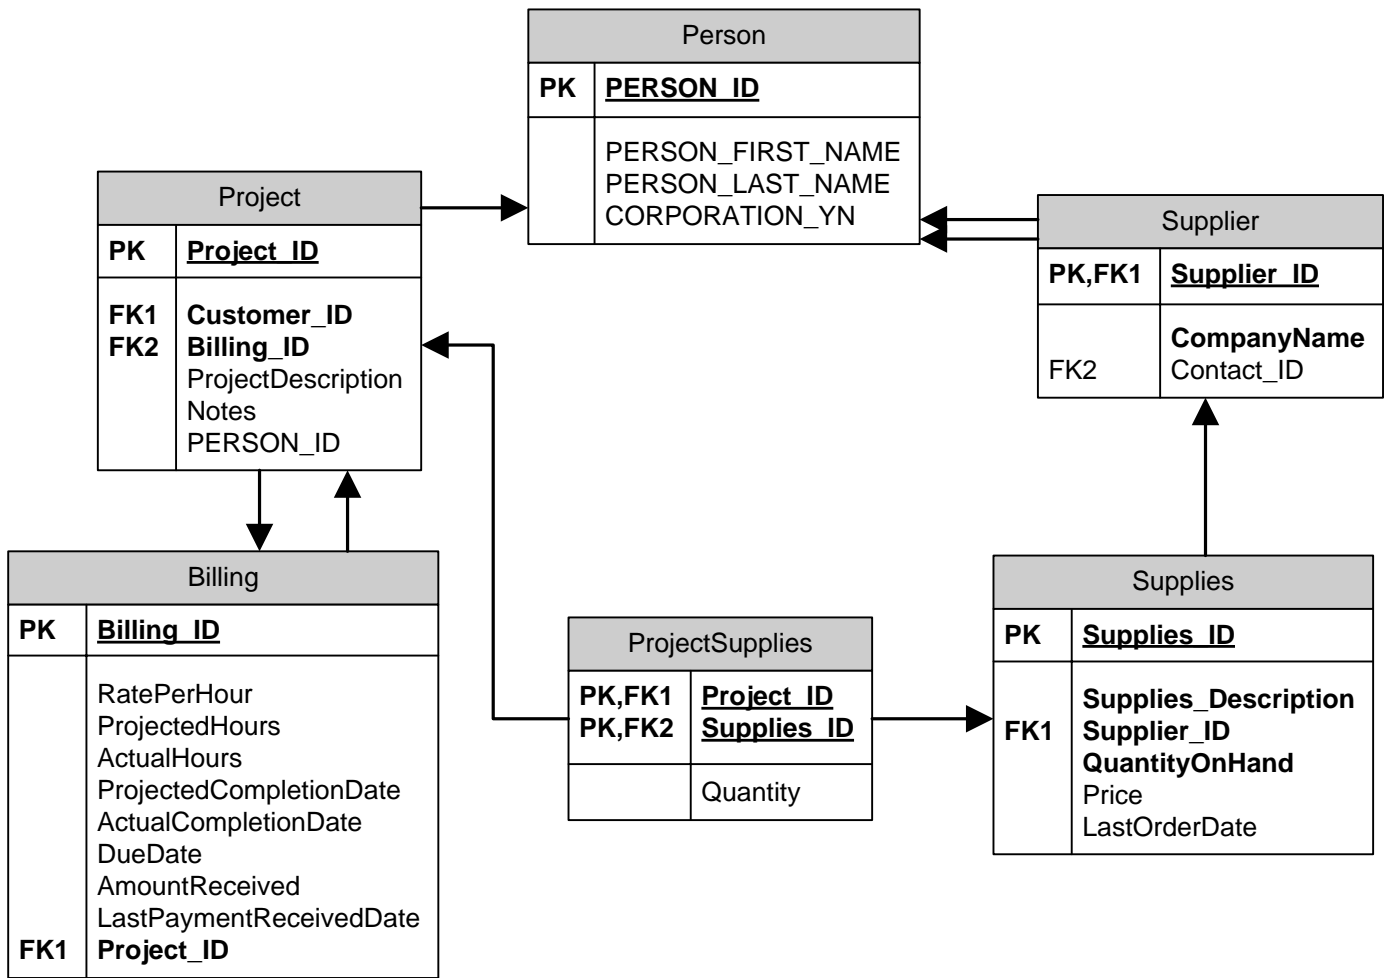 Person
PK PERSON_ID
PERSON_FIRST_NAME
PERSON_LAST_NAME
CORPORATION_YN
Project
PK Project_ID
FK1 Customer_ID
FK2 Billing_ID
ProjectDescription
Notes
PERSON_ID
Supplier
PK,FK1 Supplier_ID
CompanyName
FK2 Contact_ID
Billing
PK Billing_ID
RatePerHour
ProjectedHours
ActualHours
ProjectedCompletionDate
ActualCompletionDate
DueDate
AmountReceived
LastPaymentReceivedDate
FK1 Project_ID
ProjectSupplies
PK,FK1 Project_ID
PK,FK2 Supplies_ID
Quantity
Supplies
PK Supplies_ID
Supplies_Description
FK1 Supplier_ID
QuantityOnHand
Price
LastOrderDate